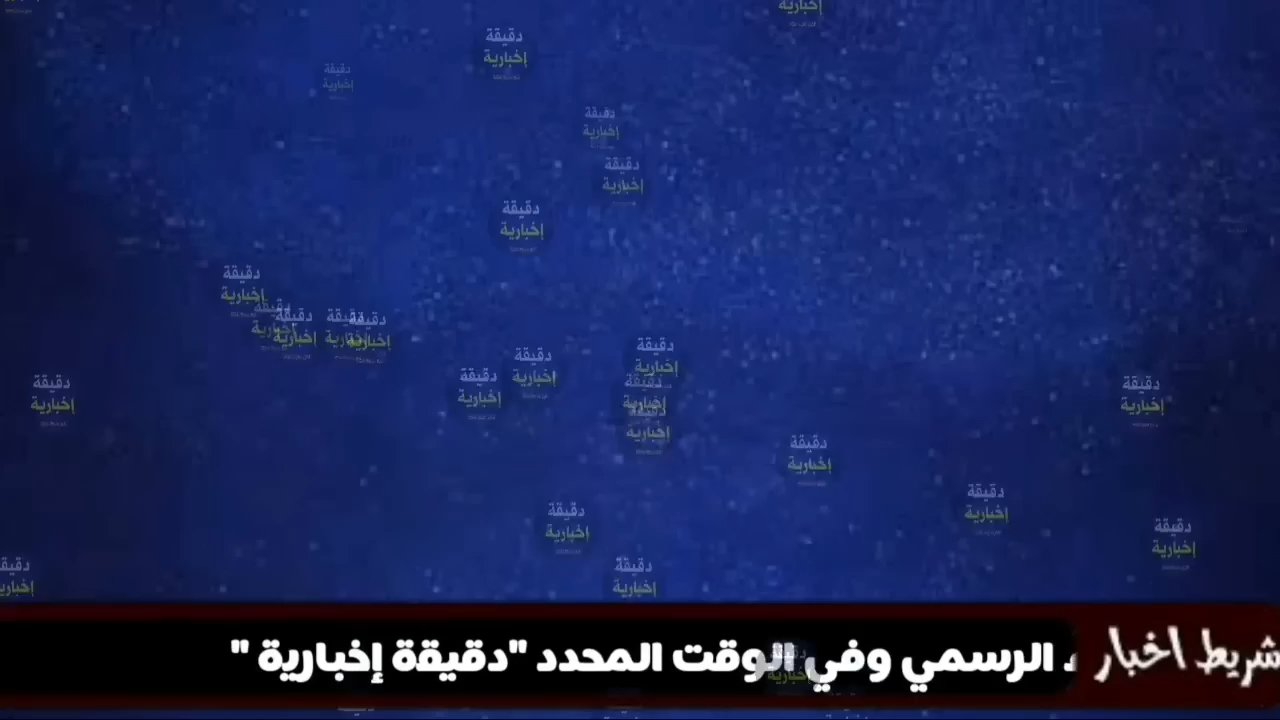 دقيقة
إخبارية
الرسمي وفي الوقت المحدد "دقيقة إخبارية "
شريط اخبار